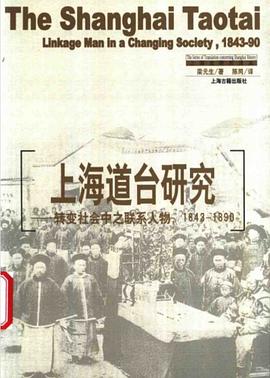 The Shanghai Taotai
Linkage Man in a Changing Society , 1843-90
梁元生/著 陈同/译
上海古籍出版社
上海道台研究
转变社会中之联系人物，1843—1890